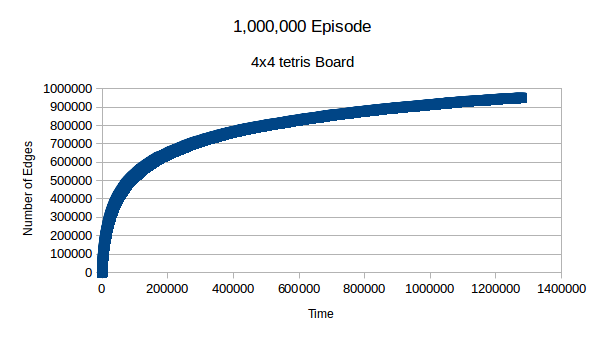 1,000,000 Episode
4x4 tetris Board
1000000
900000
800000
700000
600000
500000
400000
300000
200000
100000
0
Number of Edges
0 200000 400000 600000 800000 1000000 1200000 1400000
Time